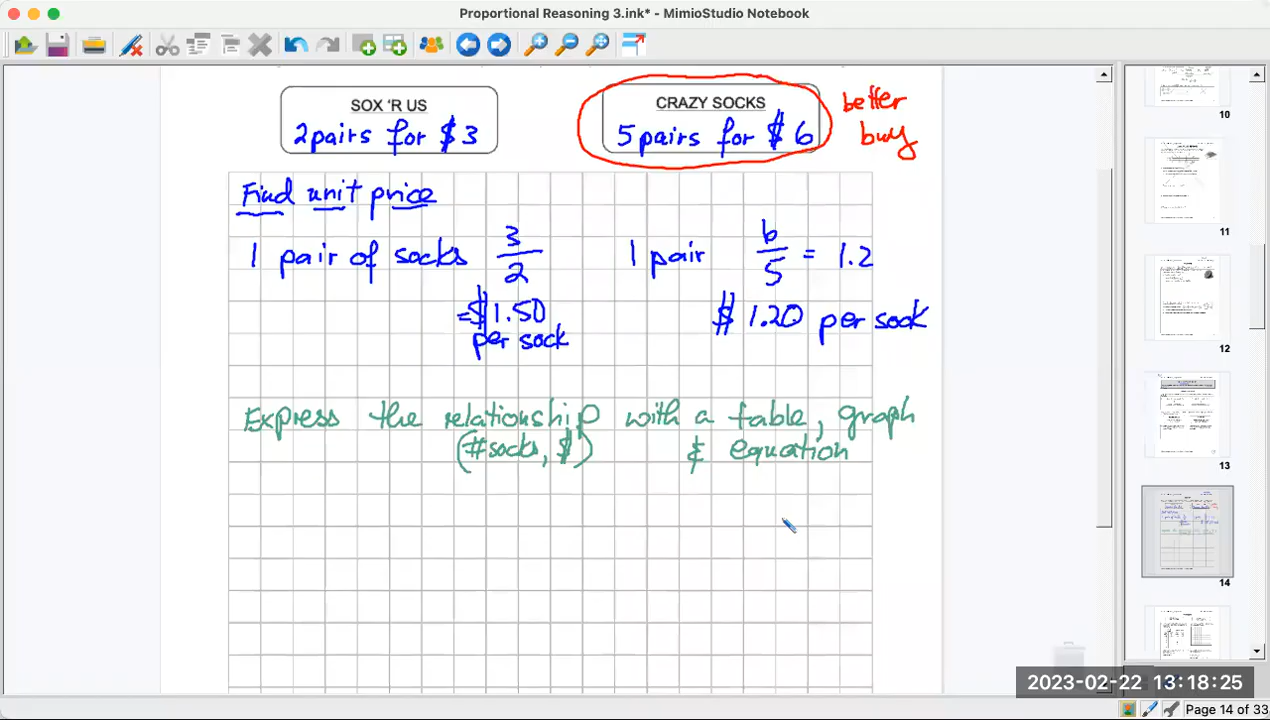 Proportional Reasoning 3.ink* - MimioStudio Notebook
SOX 'R US
2 pairs for $3
CRAZY SOCKS
5 pairs for $6
better
buy
Find unit price
1 pair of socks 3/2
=$1.50
per sock
1 pair 6/5 = 1.2
$1.20 per sock
Express the relationship with a table, graph
(#socks, $) & equation
10
11
12
13
14
2023-02-22 13:18:25
Page 14 of 33